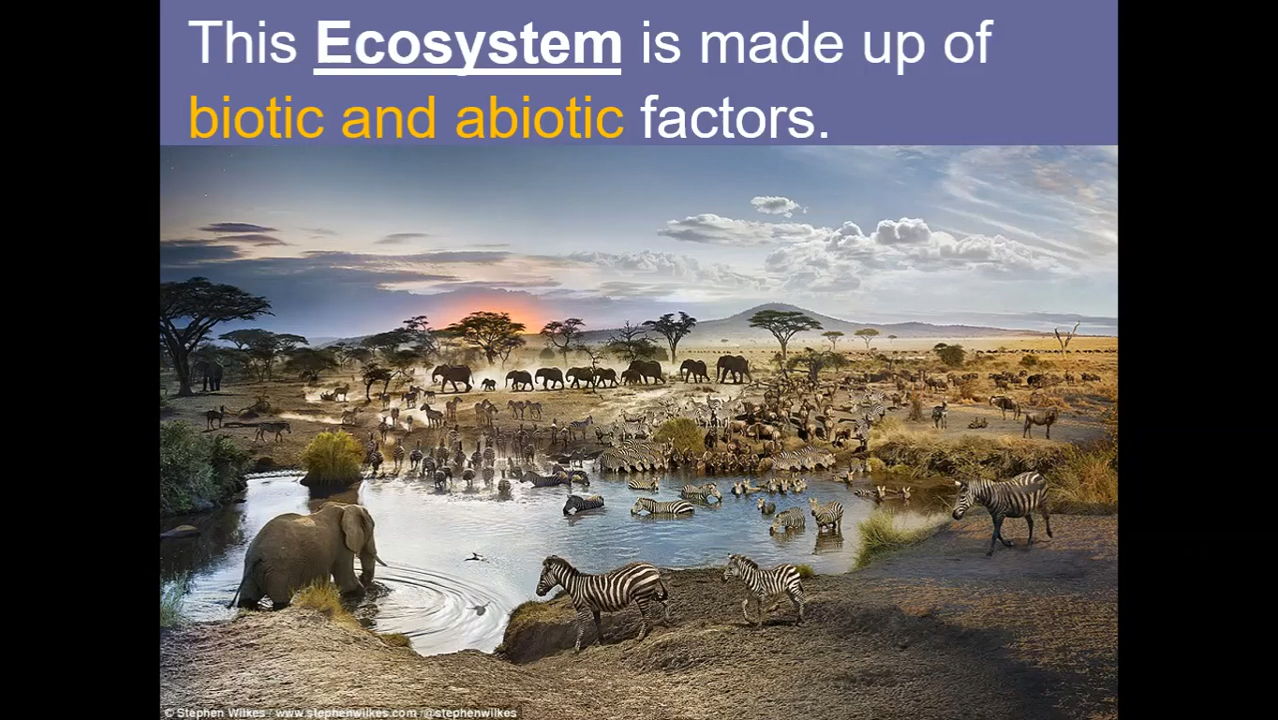 This Ecosystem is made up of
biotic and abiotic factors.
© Stephen Wilkes / www.stephenwilkes.com /@stephenwilkes